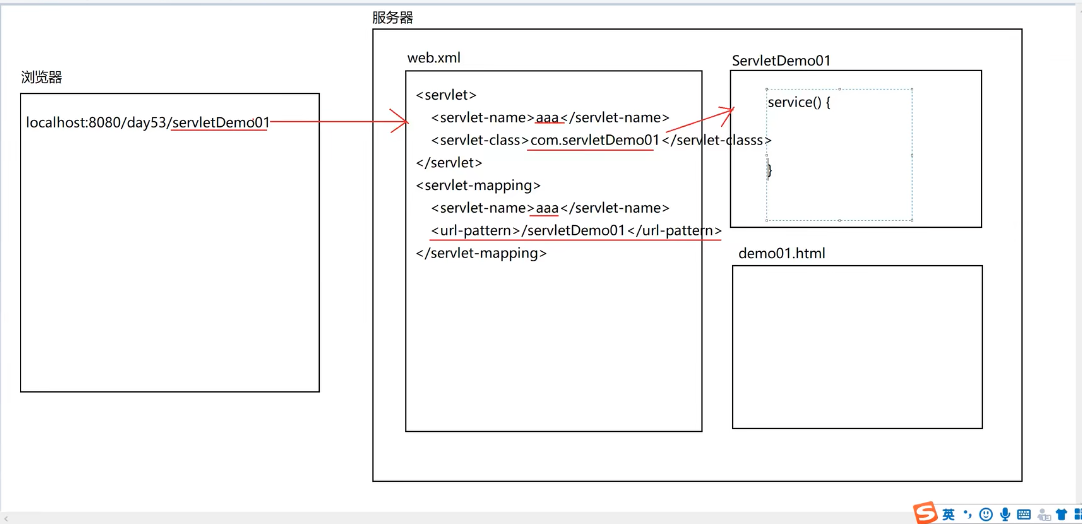 服务器
浏览器
localhost:8080/day53/servletDemo01
web.xml
<servlet>
<servlet-name>aaa</servlet-name>
<servlet-class>com.servletDemo01</servlet-classs>
</servlet>
<servlet-mapping>
<servlet-name>aaa</servlet-name>
<url-pattern>/servletDemo01</url-pattern>
</servlet-mapping>
ServletDemo01
service() {
}
demo01.html
S英